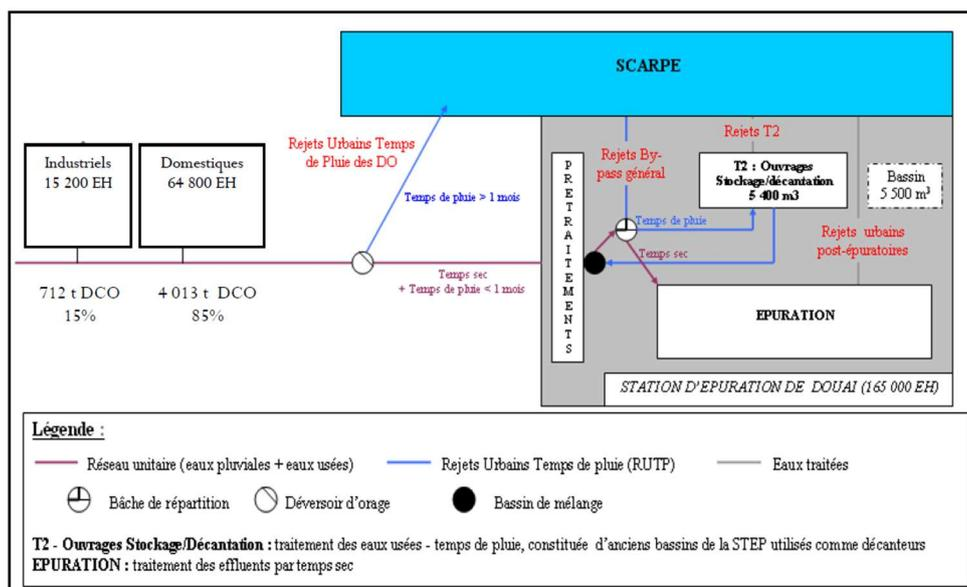 SCARPE
Industriels
15 200 EH
Domestiques
64 800 EH
Rejets Urbains Temps
de Pluie des DO
Temps de pluie > 1 mois
Temps sec
+ Temps de pluie < 1 mois
712 t DCO
15%
4 013 t DCO
85%
PRETRAITEMENTS
Rejets By-
pass général
Rejets T2
T2 : Ouvrages
Stockage/décantation
5 400 m3
Bassin
5 500 m³
Temps de pluie
Temps sec
Rejets urbains
post-épuratoires
EPURATION
STATION D'EPURATION DE DOUAI (165 000 EH)
Légende :
Réseau unitaire (eaux pluviales + eaux usées)
Rejets Urbains Temps de pluie (RUTP)
Eaux traitées
Bâche de répartition
Déversoir d'orage
Bassin de mélange
T2 - Ouvrages Stockage/Décantation : traitement des eaux usées - temps de pluie, constituée d'anciens bassins de la STEP utilisés comme décanteurs
EPURATION : traitement des effluents par temps sec